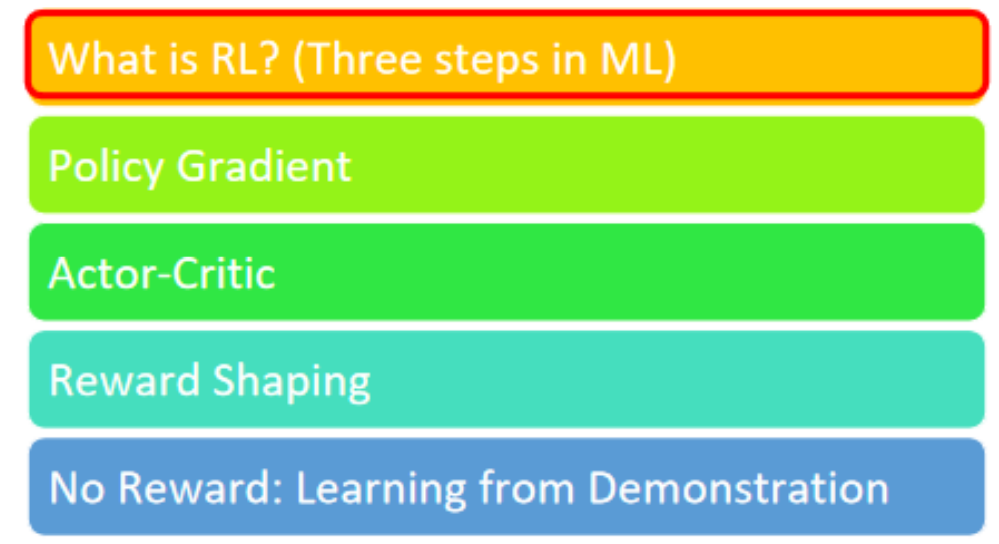 What is RL? (Three steps in ML)
Policy Gradient
Actor-Critic
Reward Shaping
No Reward: Learning from Demonstration